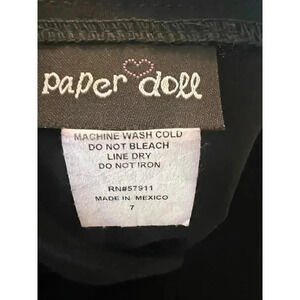 paper doll
MACHINE WASH COLD
DO NOT BLEACH
LINE DRY
DO NOT IRON
RN#57911
MADE IN MEXICO
7